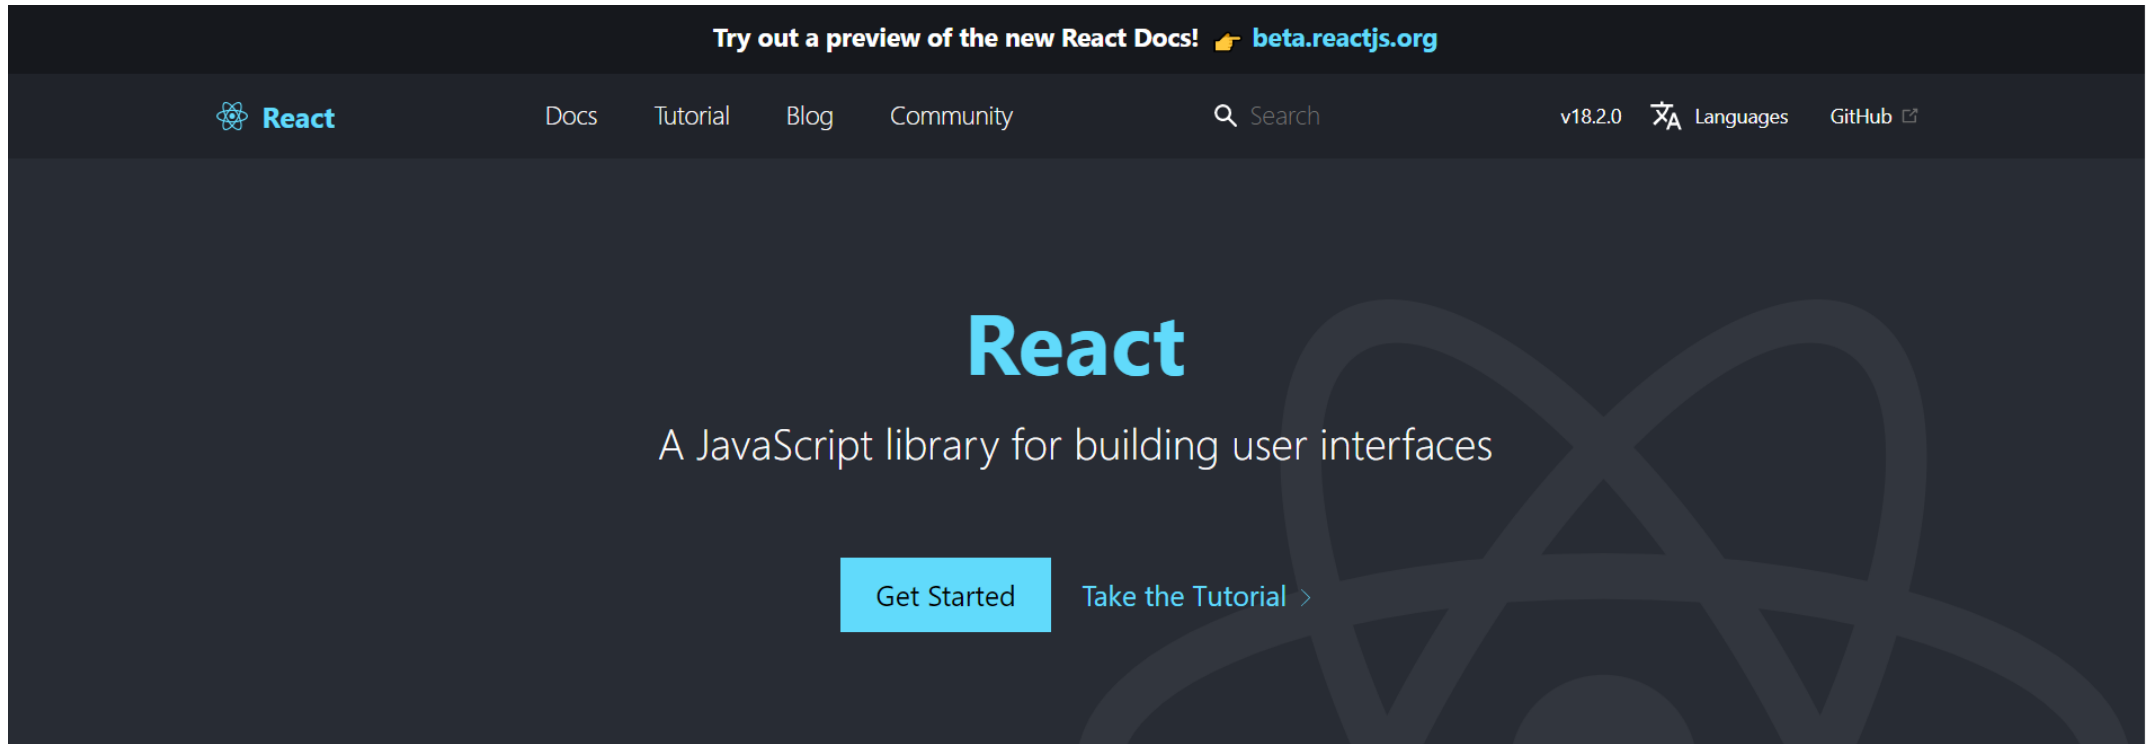 Try out a preview of the new React Docs! 👉 beta.reactjs.org
React Docs Tutorial Blog Community Search v18.2.0 Languages GitHub
React
A JavaScript library for building user interfaces
Get Started Take the Tutorial